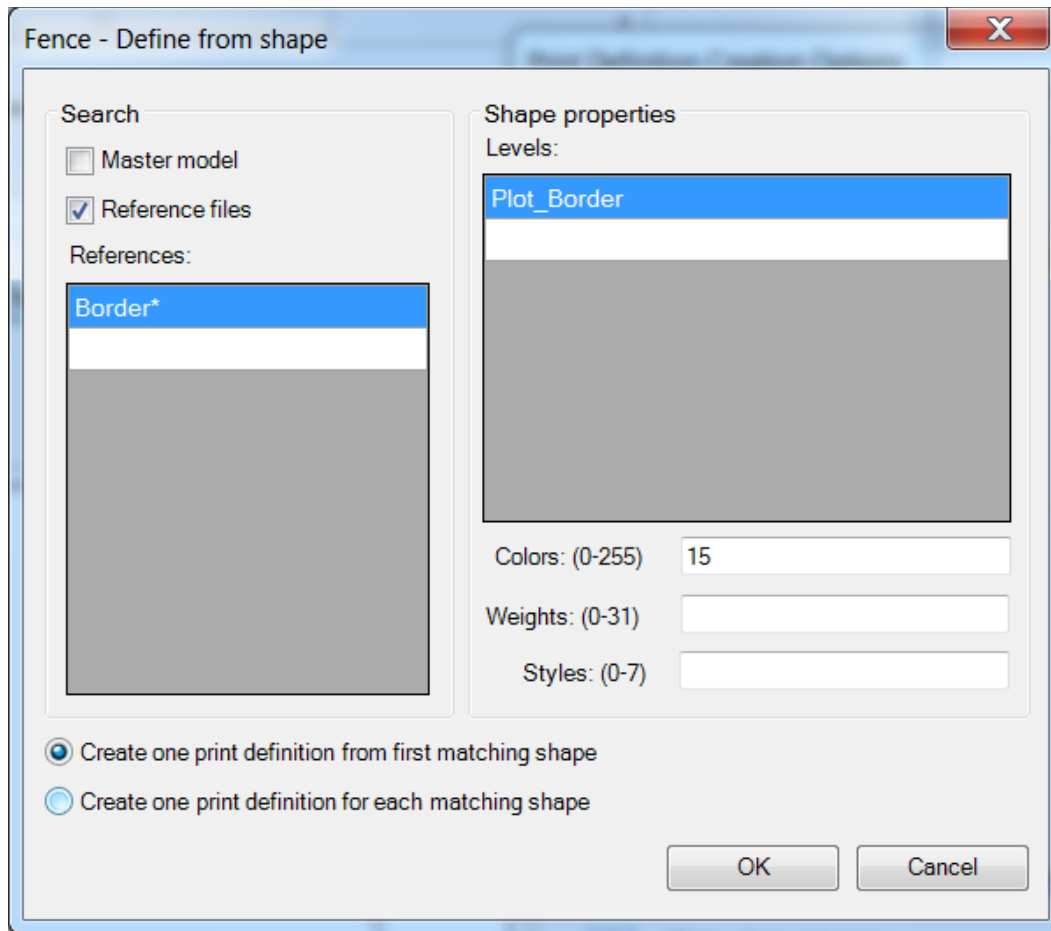 Fence - Define from shape
Search
Master model
Reference files
References:
Border*
Shape properties
Levels:
Plot_Border
Colors: (0-255) 15
Weights: (0-31)
Styles: (0-7)
Create one print definition from first matching shape
Create one print definition for each matching shape
OK Cancel